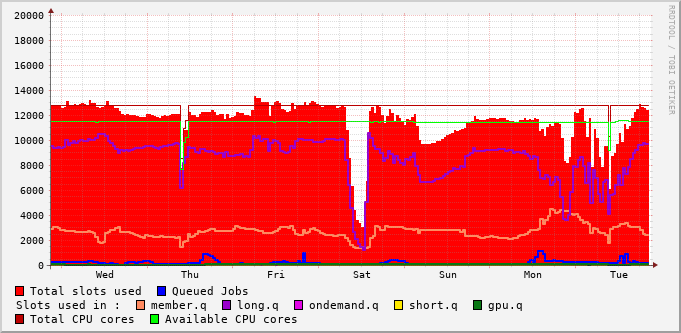 RRDTOOL / TOBI OETIKER
20000
18000
16000
14000
12000
10000
8000
6000
4000
2000
0
Wed Thu Fri Sat Sun Mon Tue
Total slots used Queued Jobs
Slots used in : member.q long.q ondemand.q short.q gpu.q
Total CPU cores Available CPU cores